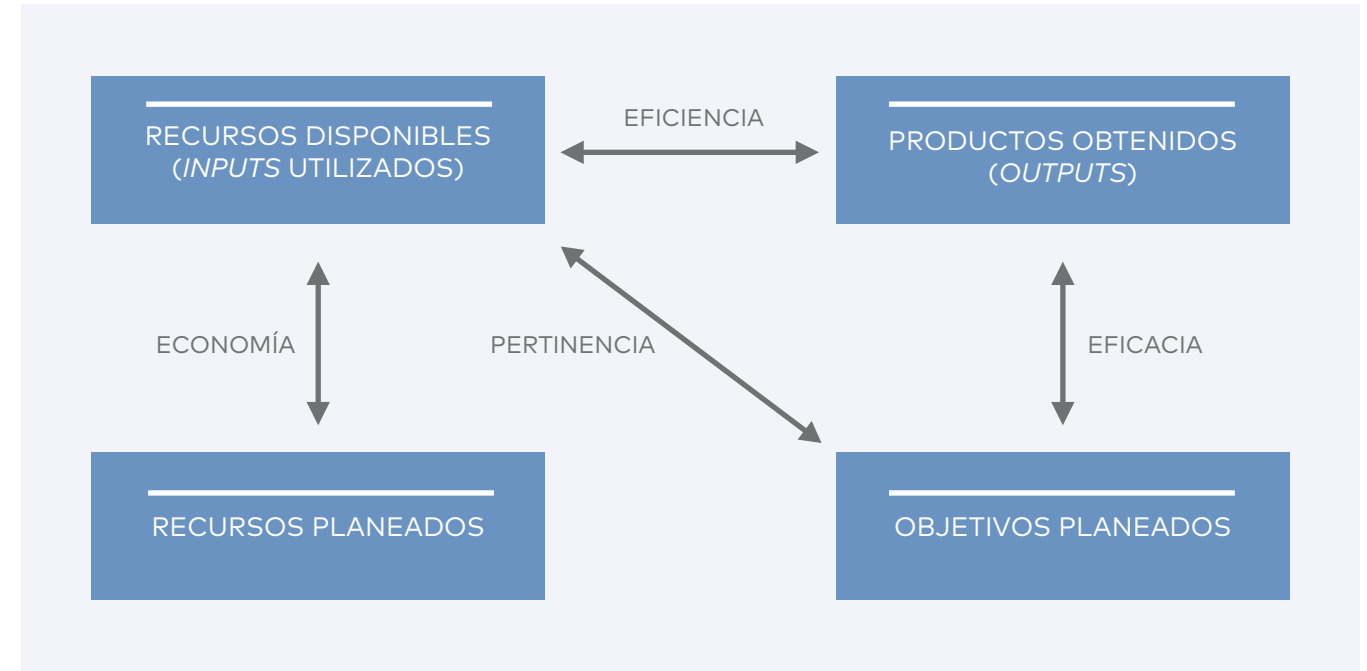 RECURSOS DISPONIBLES
(INPUTS UTILIZADOS)
EFICIENCIA
PRODUCTOS OBTENIDOS
(OUTPUTS)
ECONOMÍA
PERTINENCIA
EFICACIA
RECURSOS PLANEADOS
OBJETIVOS PLANEADOS